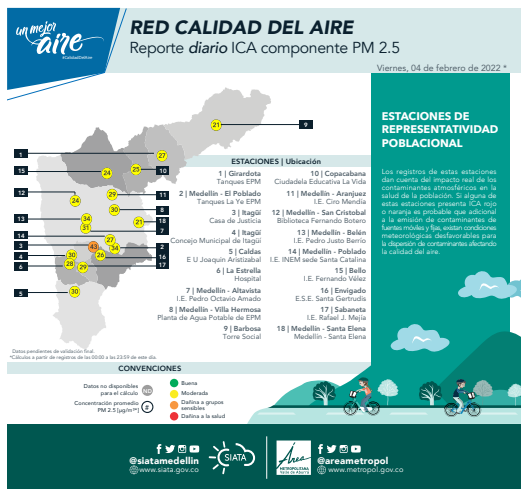 un mejor
aire
#CalidadDelAire
RED CALIDAD DEL AIRE
Reporte diario ICA componente PM 2.5
Viernes, 04 de febrero de 2022 *
21
9
1
27
15
24
25
10
12
24
29
11
30
8
13
34
31
21
18
14
27
34
7
3
43
2
4
30
26
16
6
28
29
17
5
30
ESTACIONES | Ubicación
1 | Girardota
Tanques EPM
2 | Medellín - El Poblado
Tanques La Ye EPM
3 | Itagüí
Casa de Justicia
4 | Itagüí
Concejo Municipal de Itagüí
5 | Caldas
E U Joaquín Aristizabal
6 | La Estrella
Hospital
7 | Medellín - Altavista
I.E. Pedro Octavio Amado
8 | Medellín - Villa Hermosa
Planta de Agua Potable de EPM
9 | Barbosa
Torre Social
10 | Copacabana
Ciudadela Educativa La Vida
11 | Medellín - Aranjuez
I.E. Ciro Mendía
12 | Medellín - San Cristobal
Biblioteca Fernando Botero
13 | Medellín - Belén
I.E. Pedro Justo Berrío
14 | Medellín - Poblado
I.E. INEM sede Santa Catalina
15 | Bello
I.E. Fernando Vélez
16 | Envigado
E.S.E. Santa Gertrudis
17 | Sabaneta
I.E. Rafael J. Mejía
18 | Medellín - Santa Elena
Medellín - Santa Elena
ESTACIONES DE
REPRESENTATIVIDAD
POBLACIONAL
Los registros de estas estaciones
dan cuenta del impacto real de los
contaminantes atmosféricos en la
salud de la población. Si alguna de
estas estaciones presenta ICA rojo
o naranja es probable que adicional
a la emisión de contaminantes de
fuentes móviles y fijas, existan condiciones
meteorológicas desfavorables para
la dispersión de contaminantes afectando
la calidad del aire.
Datos pendientes de validación final.
*Cálculos a partir de registros de las 00:00 a las 23:59 de este día.
CONVENCIONES
Datos no disponibles
para el cálculo
ND
Concentración promedio
PM 2.5 [µg/m³]
#
Buena
Moderada
Dañina a grupos
sensibles
Dañina a la salud
@siatamedellin
www.siata.gov.co
SIATA
Área
METROPOLITANA
Valle de Aburrá
@areametropol
www.metropol.gov.co